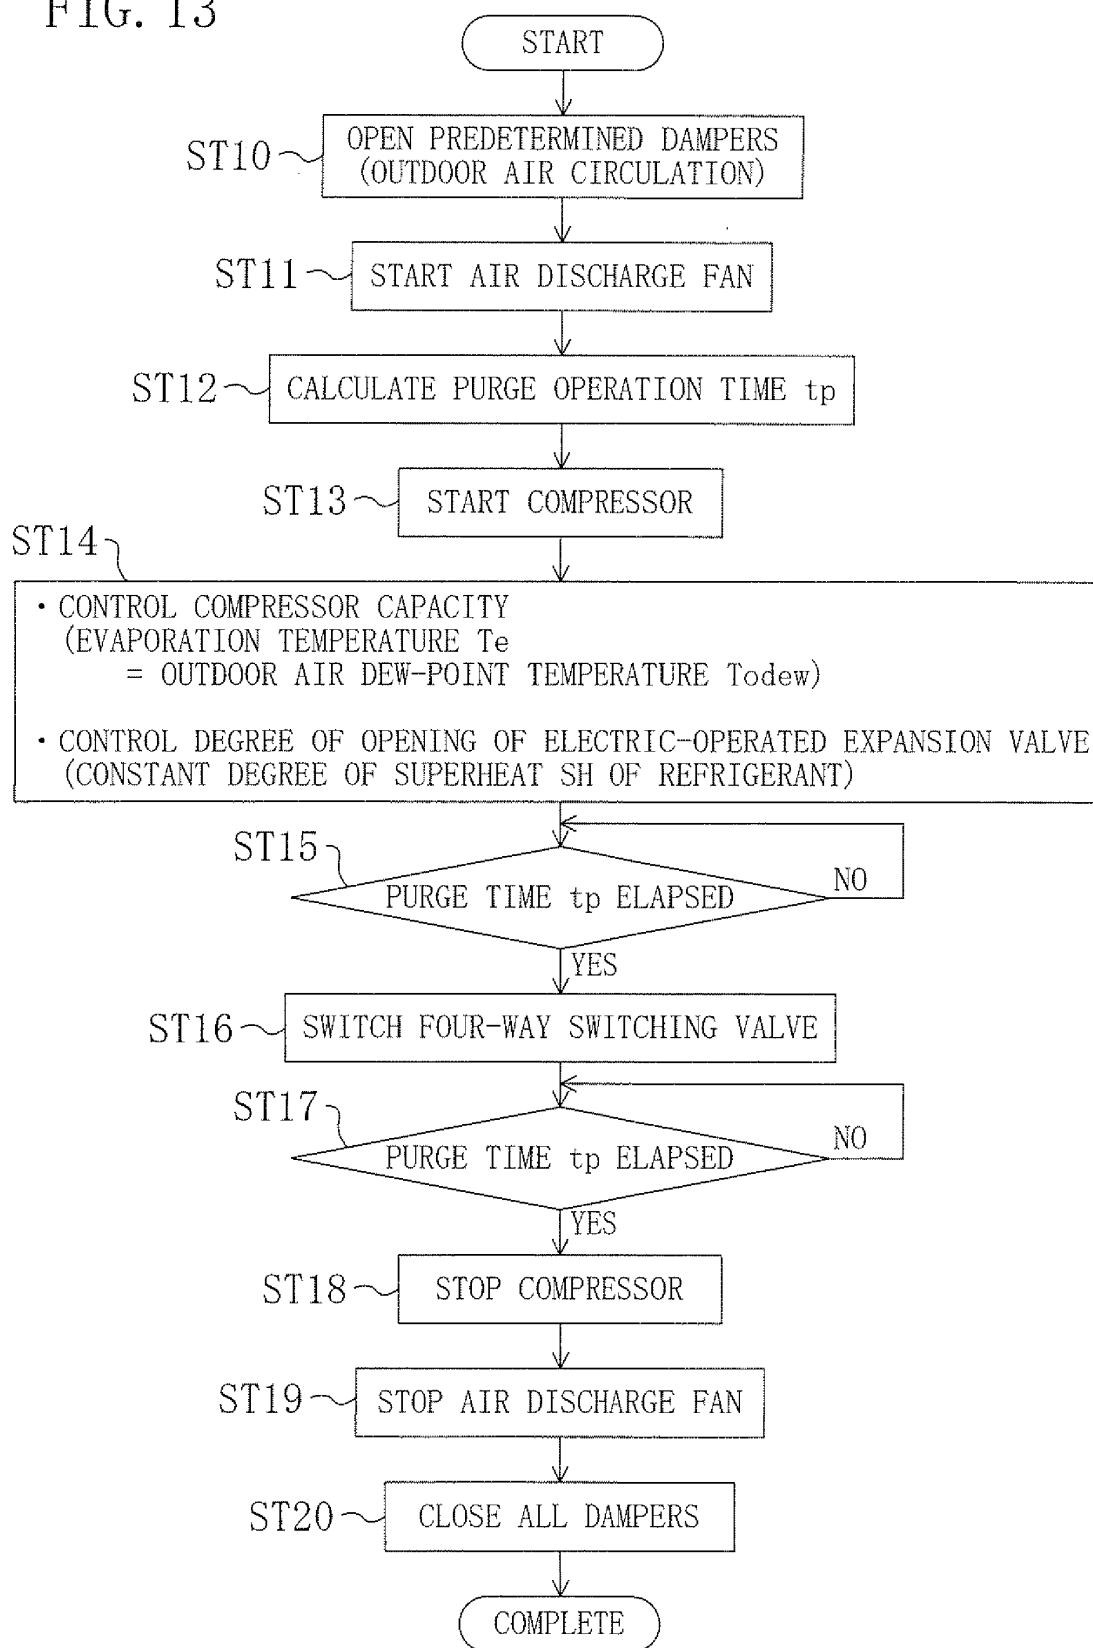 FIG. 13
START
ST10
OPEN PREDETERMINED DAMPERS
(OUTDOOR AIR CIRCULATION)
ST11
START AIR DISCHARGE FAN
ST12
CALCULATE PURGE OPERATION TIME tp
ST13
START COMPRESSOR
ST14
・CONTROL COMPRESSOR CAPACITY
(EVAPORATION TEMPERATURE Te
= OUTDOOR AIR DEW-POINT TEMPERATURE Todew)
・CONTROL DEGREE OF OPENING OF ELECTRIC-OPERATED EXPANSION VALVE
(CONSTANT DEGREE OF SUPERHEAT SH OF REFRIGERANT)
ST15
PURGE TIME tp ELAPSED
NO
YES
ST16
SWITCH FOUR-WAY SWITCHING VALVE
ST17
PURGE TIME tp ELAPSED
NO
YES
ST18
STOP COMPRESSOR
ST19
STOP AIR DISCHARGE FAN
ST20
CLOSE ALL DAMPERS
COMPLETE